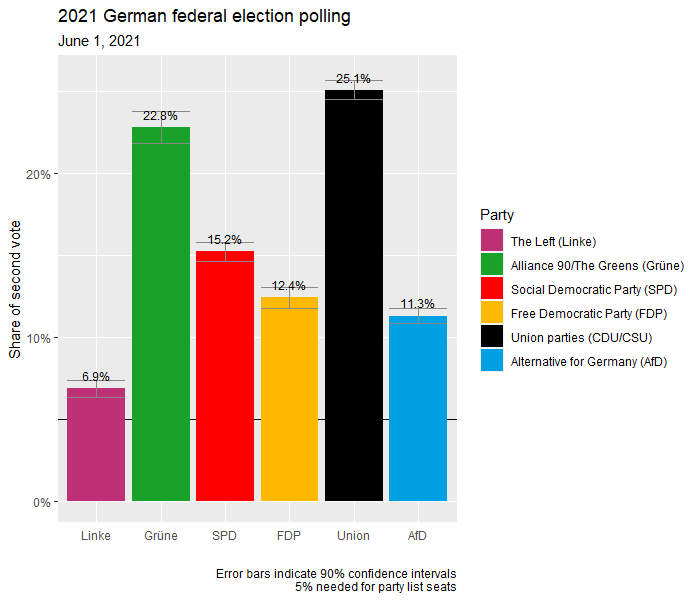 2021 German federal election polling
June 1, 2021
Share of second vote
20%
10%
0%
6.9%
22.8%
15.2%
12.4%
25.1%
11.3%
Linke
Grüne
SPD
FDP
Union
AfD
Party
The Left (Linke)
Alliance 90/The Greens (Grüne)
Social Democratic Party (SPD)
Free Democratic Party (FDP)
Union parties (CDU/CSU)
Alternative for Germany (AfD)
Error bars indicate 90% confidence intervals
5% needed for party list seats